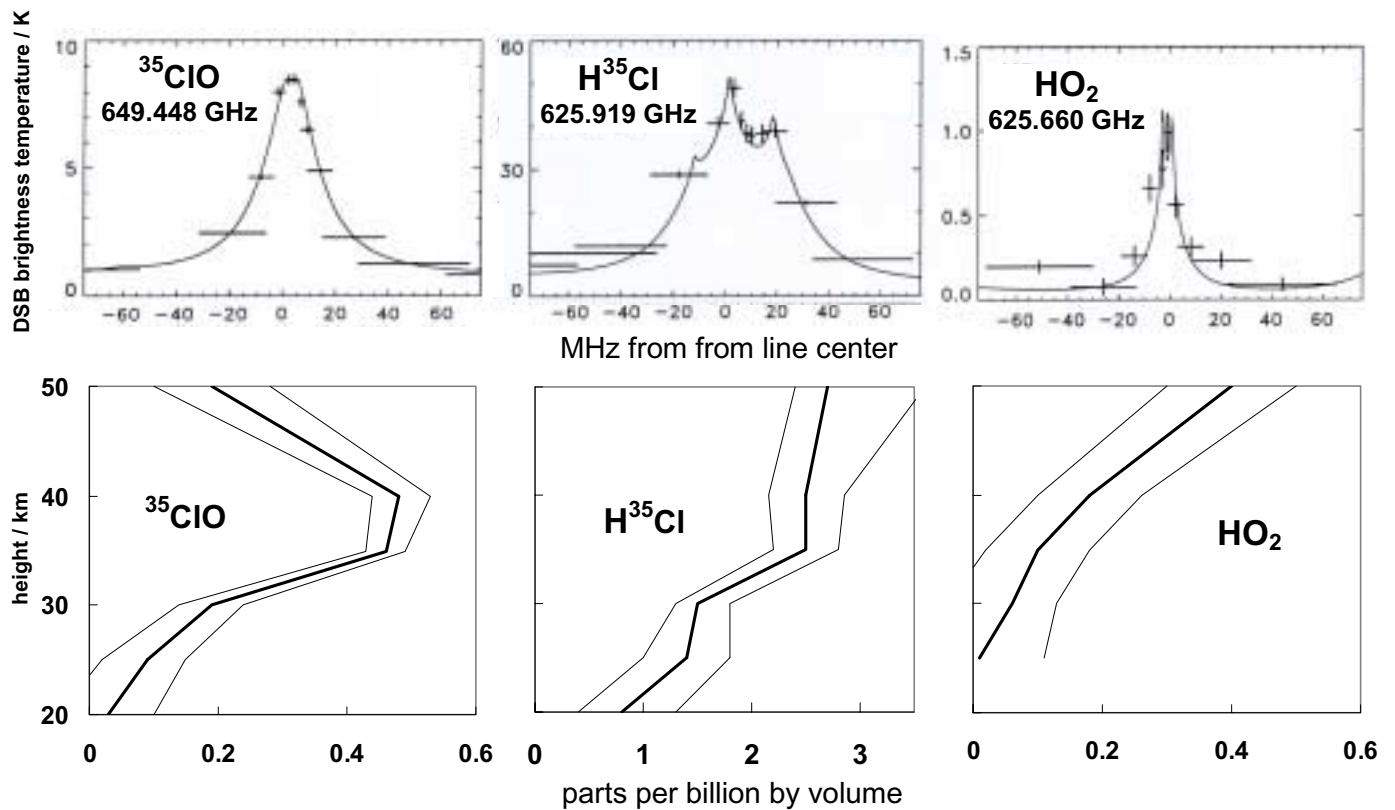 DSB brightness temperature / K
10
5
0
³⁵ClO
649.448 GHz
−60 −40 −20 0 20 40 60
60
30
0
H³⁵Cl
625.919 GHz
−60 −40 −20 0 20 40 60
1.5
1.0
0.5
0.0
HO₂
625.660 GHz
−60 −40 −20 0 20 40 60
MHz from from line center
height / km
50
40
30
20
³⁵ClO
0 0.2 0.4 0.6
H³⁵Cl
0 1 2 3
HO₂
0 0.2 0.4 0.6
parts per billion by volume